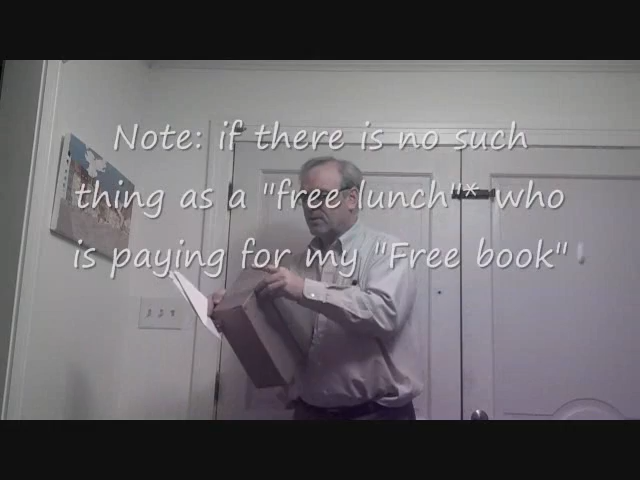 Note: if there is no such
thing as a "free lunch"* who
is paying for my "Free book"